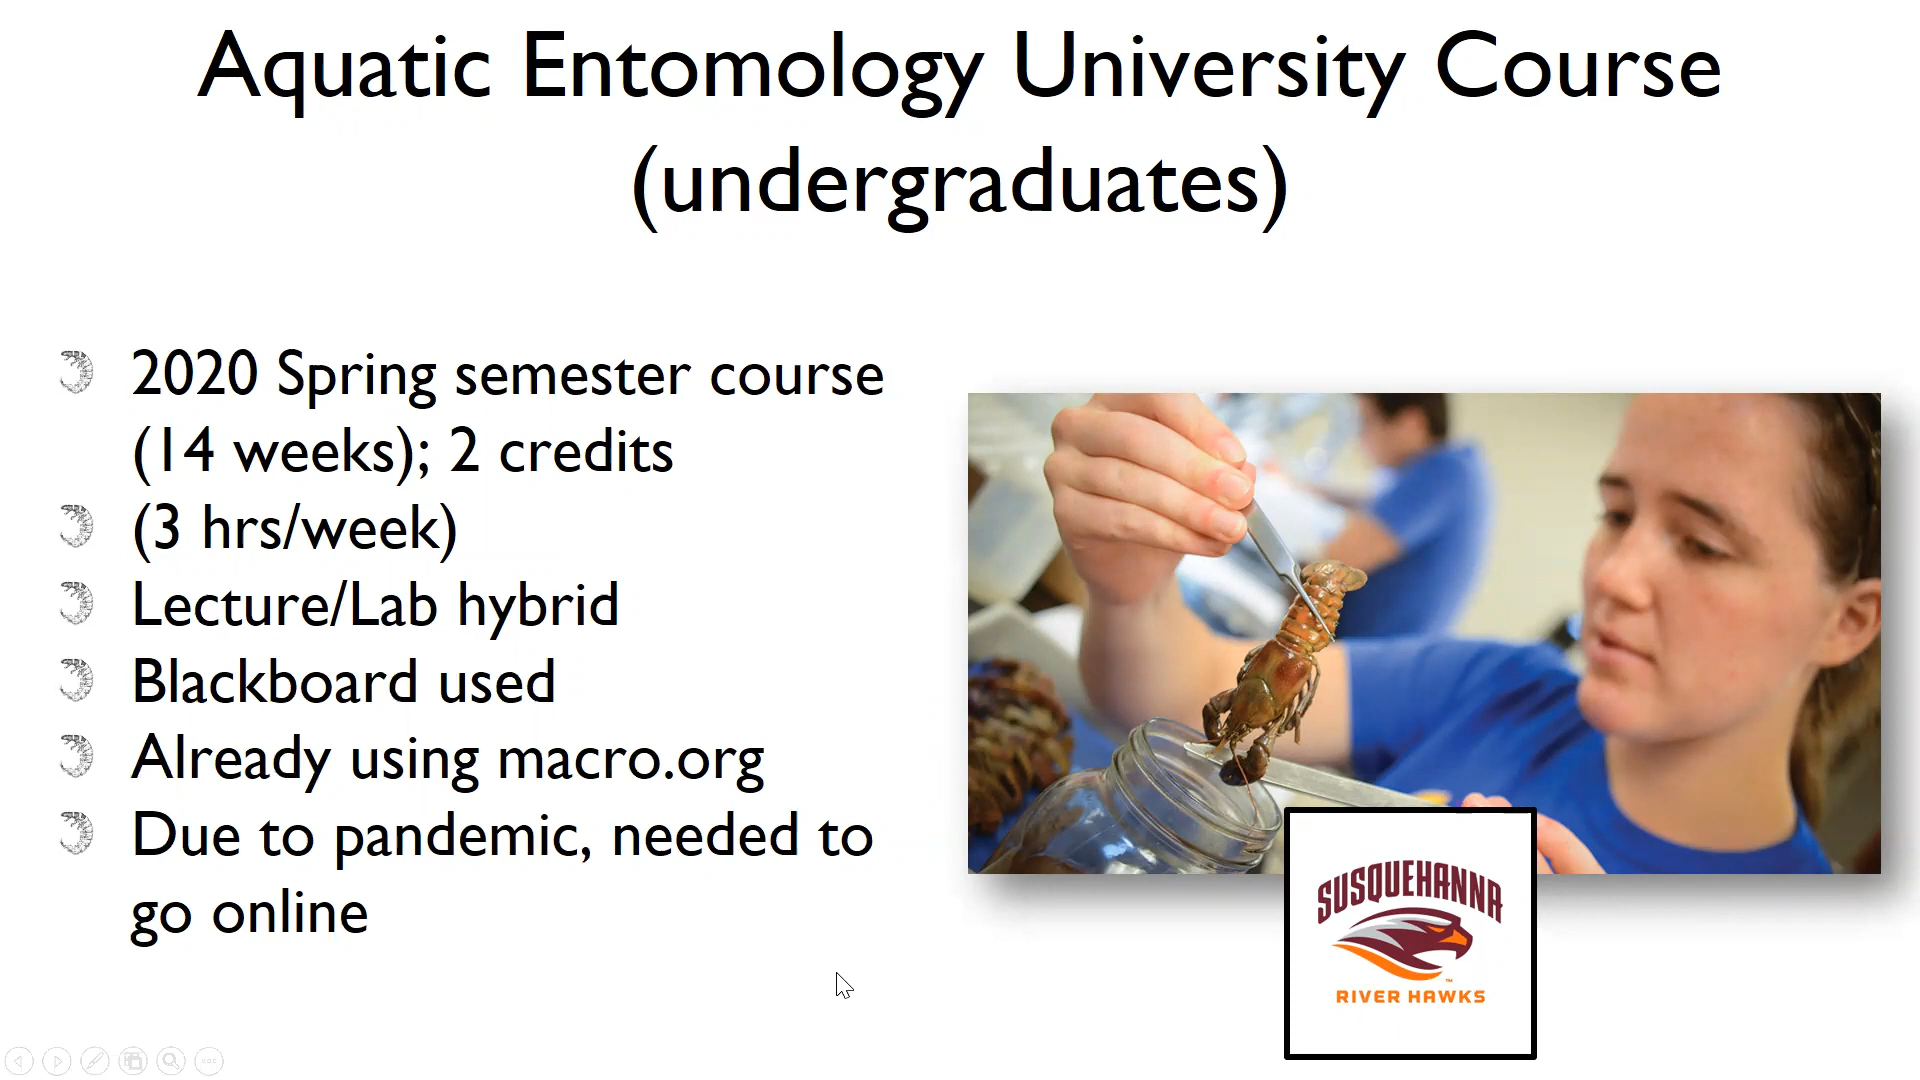 Aquatic Entomology University Course
(undergraduates)
2020 Spring semester course
(14 weeks); 2 credits
(3 hrs/week)
Lecture/Lab hybrid
Blackboard used
Already using macro.org
Due to pandemic, needed to
go online
SUSQUEHANNA
™
RIVER HAWKS